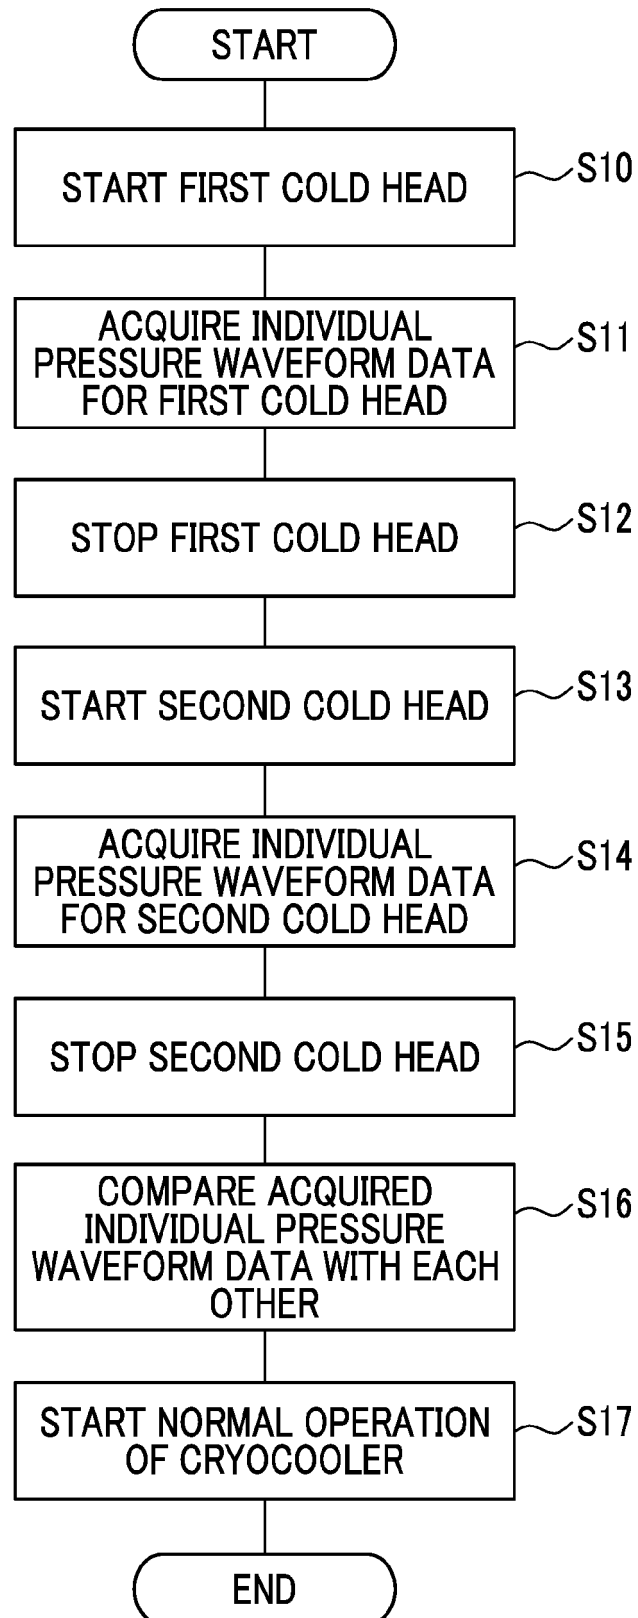 START
START FIRST COLD HEAD
S10
ACQUIRE INDIVIDUAL
PRESSURE WAVEFORM DATA
FOR FIRST COLD HEAD
S11
STOP FIRST COLD HEAD
S12
START SECOND COLD HEAD
S13
ACQUIRE INDIVIDUAL
PRESSURE WAVEFORM DATA
FOR SECOND COLD HEAD
S14
STOP SECOND COLD HEAD
S15
COMPARE ACQUIRED
INDIVIDUAL PRESSURE
WAVEFORM DATA WITH EACH
OTHER
S16
START NORMAL OPERATION
OF CRYOCOOLER
S17
END